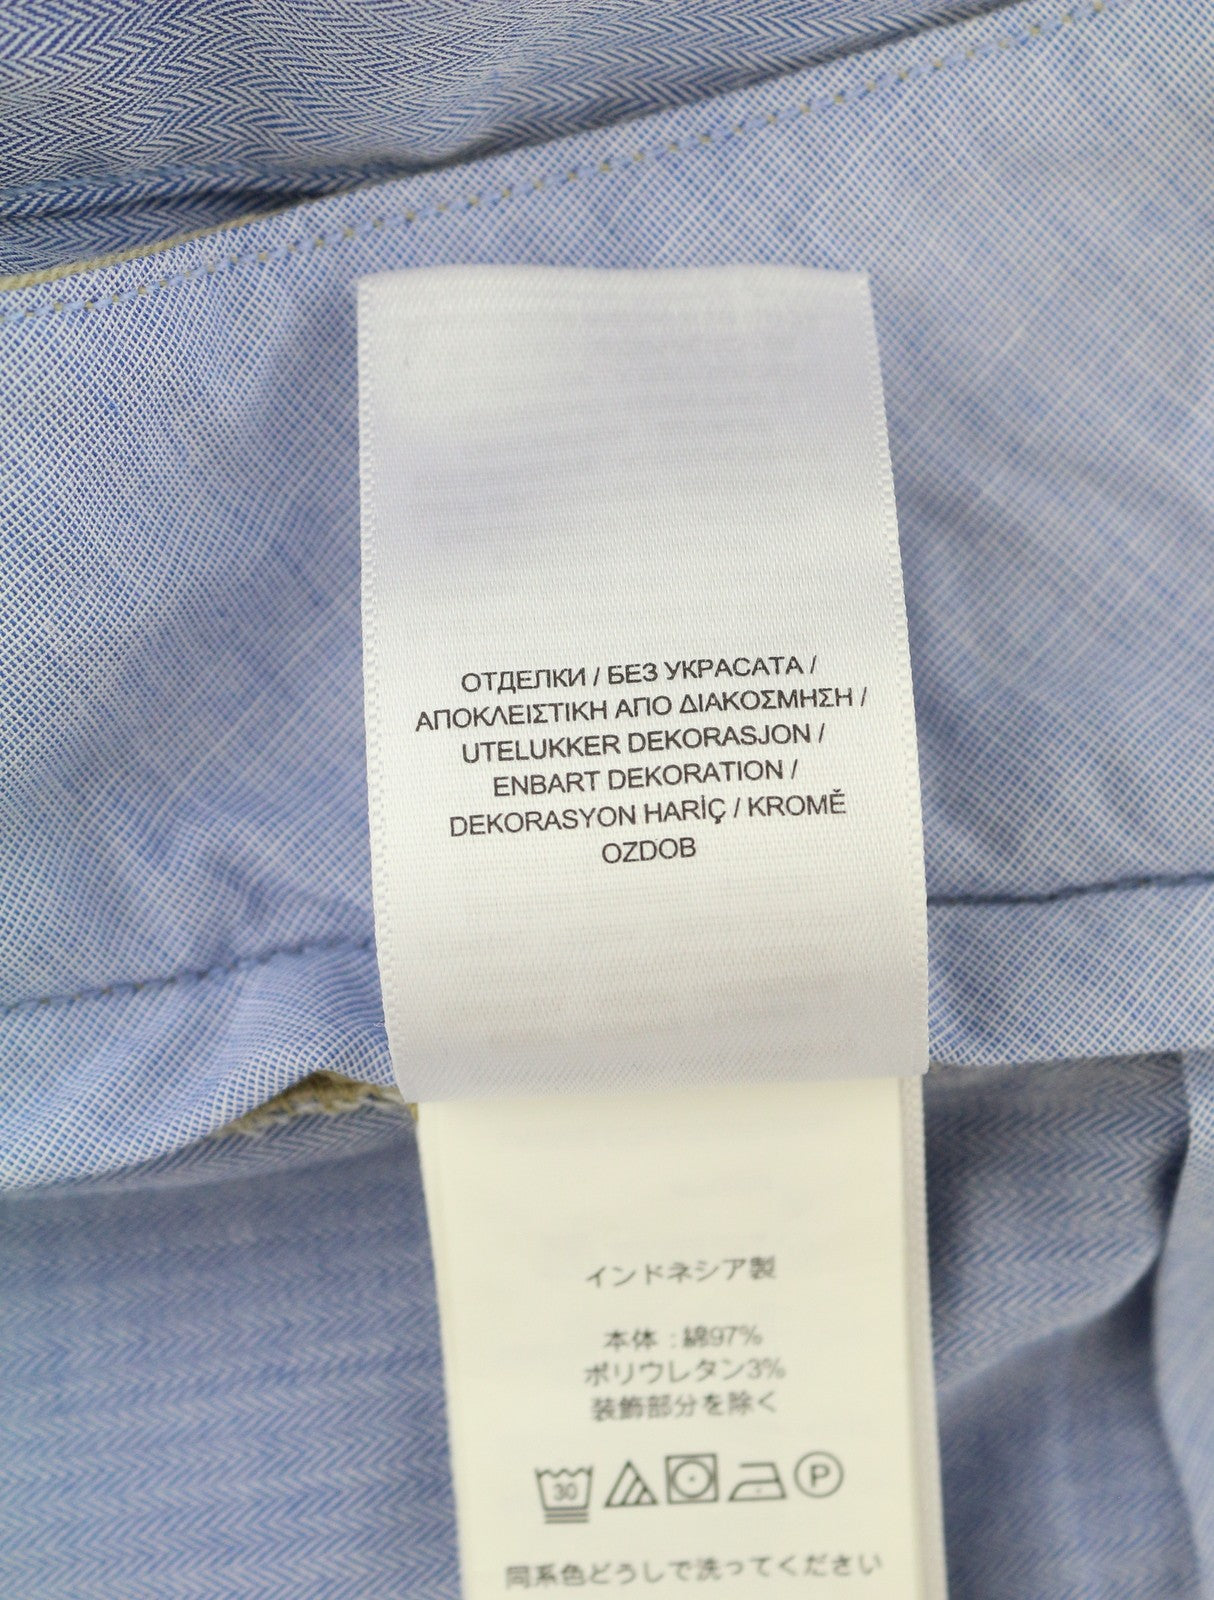 ОТДЕЛКИ / БЕЗ УКРАСАТА /
ΑΠΟΚΛΕΙΣΤΙΚΗ ΑΠΟ ΔΙΑΚΟΣΜΗΣΗ /
UTELUKKER DEKORASJON /
ENBART DEKORATION /
DEKORASYON HARİÇ / KROMĚ
OZDOB
インドネシア製
本体 : 綿97%
ポリウレタン3%
装飾部分を除く
30 P
同系色どうしで洗ってください